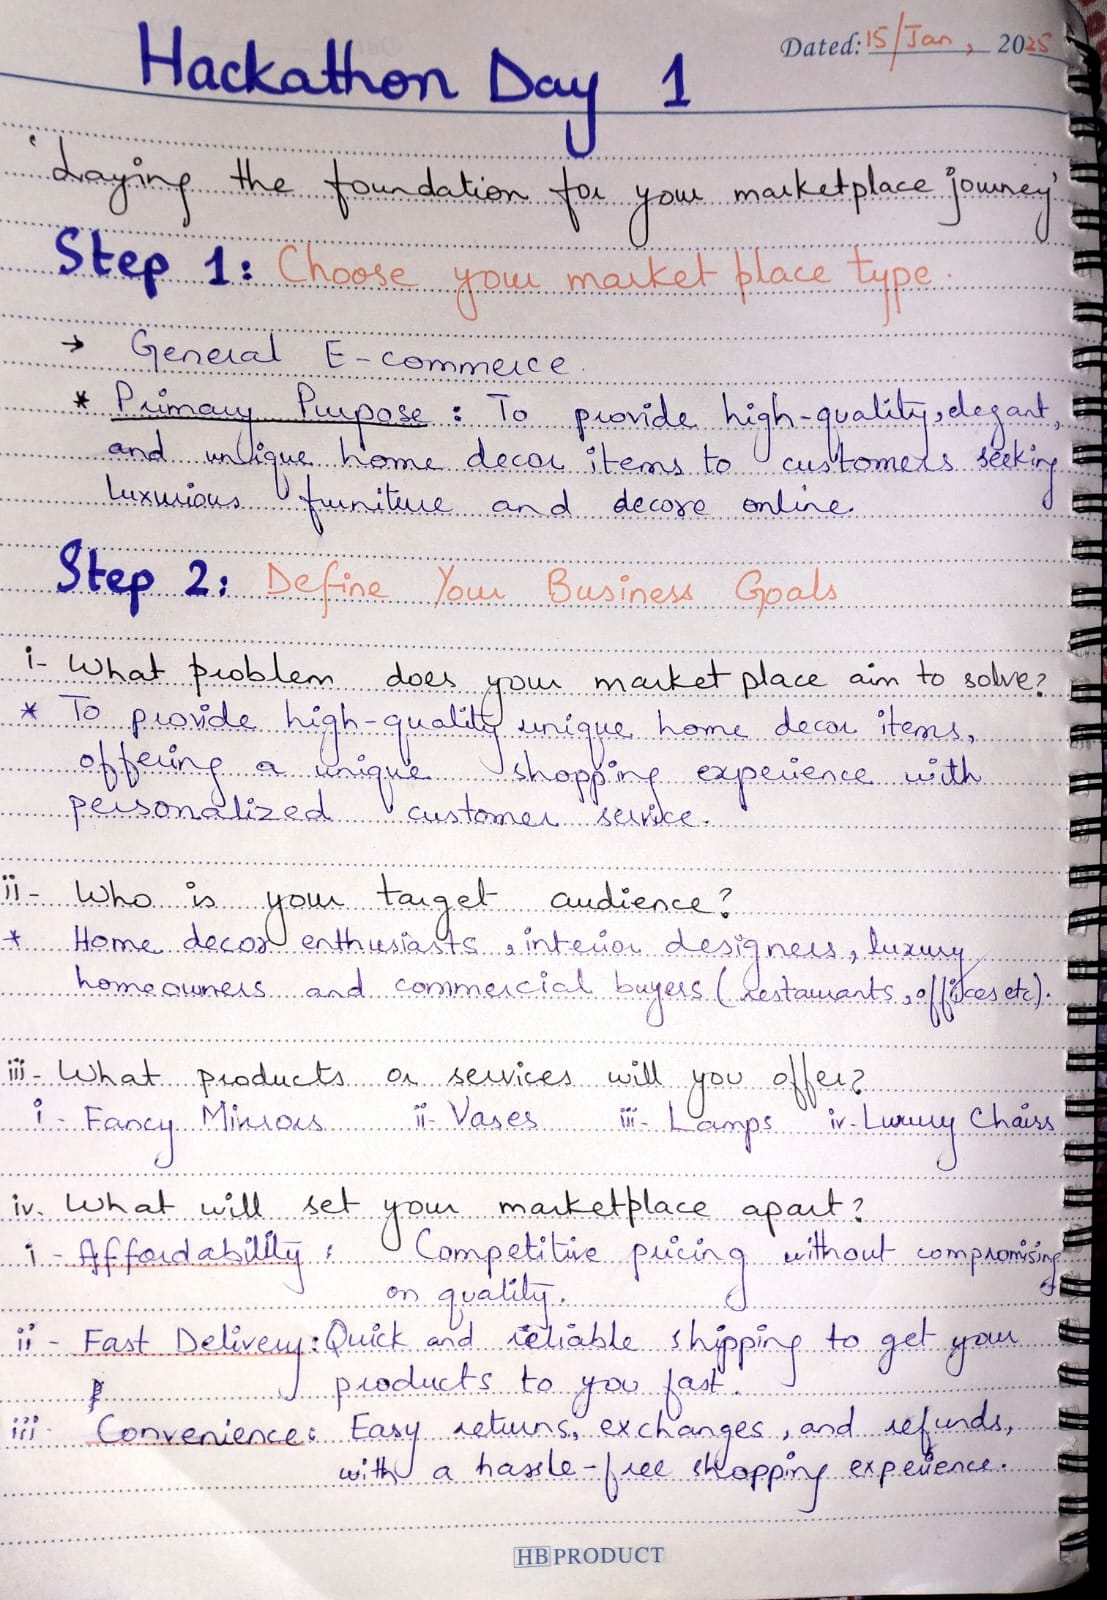 Dated: 15/Jan, 2025
Hackathon Day 1
'Laying the foundation for your marketplace journey'
Step 1: Choose your market place type.
→ General E-commerce.
* Primary Purpose : To provide high-quality, elegant,
and unique home decor items to customers seeking
luxurious furniture and decore online.
Step 2: Define Your Business Goals
i- What problem does your market place aim to solve?
* To provide high-quality unique home decor items,
offering a unique shopping experience with
personalized customer service.
ii- Who is your target audience?
* Home decor enthusiasts, interior designers, luxury
homeowners and commercial buyers (restaurants, offices etc).
iii- What products or services will you offer?
i- Fancy Mirrors ii- Vases iii- Lamps iv- Luxury Chairs
iv. What will set your marketplace apart?
i- Affordability : Competitive pricing without compromising
on quality.
ii- Fast Delivery: Quick and reliable shipping to get your
products to you fast.
iii- Convenience: Easy returns, exchanges, and refunds,
with a hassle-free shopping experience.
HB PRODUCT